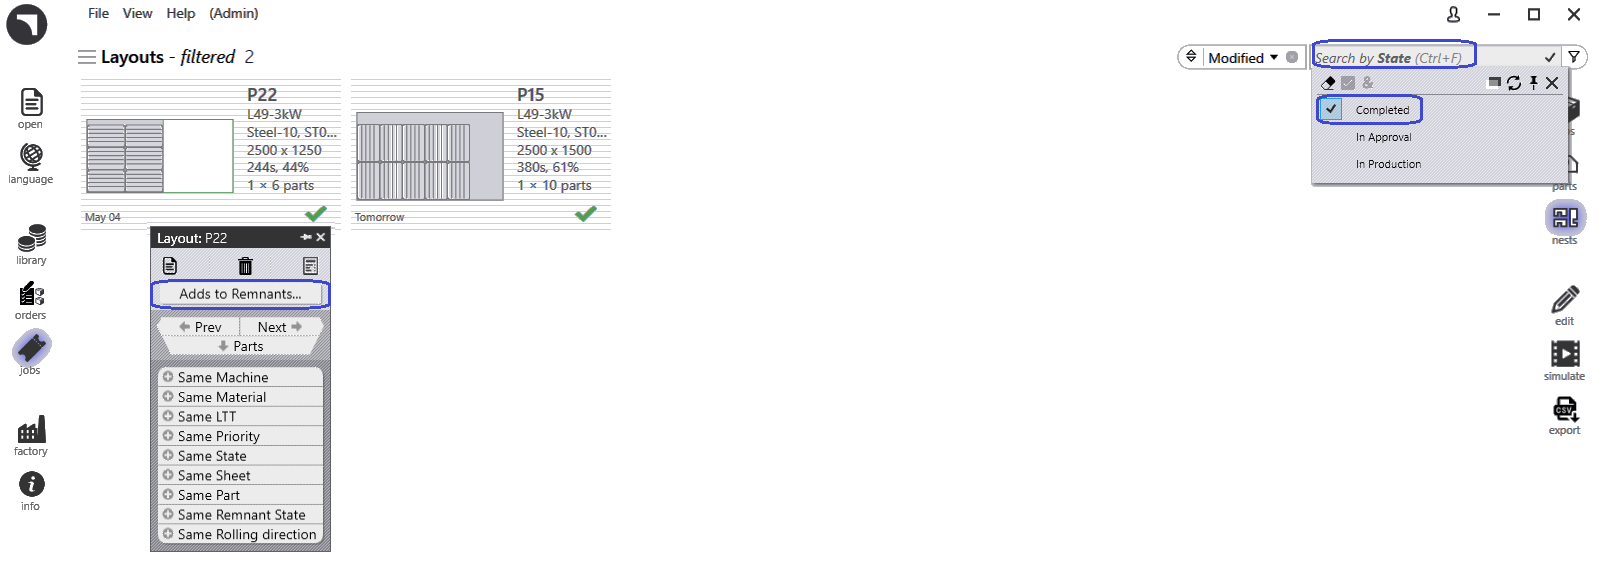 File View Help (Admin)
Layouts - filtered 2
Modified
Search by State (Ctrl+F)
&
Completed
In Approval
In Production
open
language
library
orders
jobs
factory
info
P22
L49-3kW
Steel-10, ST0...
2500 x 1250
244s, 44%
1 × 6 parts
May 04
P15
L49-3kW
Steel-10, ST0...
2500 x 1500
380s, 61%
1 × 10 parts
Tomorrow
Layout: P22
Adds to Remnants...
Prev Next
Parts
Same Machine
Same Material
Same LTT
Same Priority
Same State
Same Sheet
Same Part
Same Remnant State
Same Rolling direction
parts
nests
edit
simulate
CSV
export